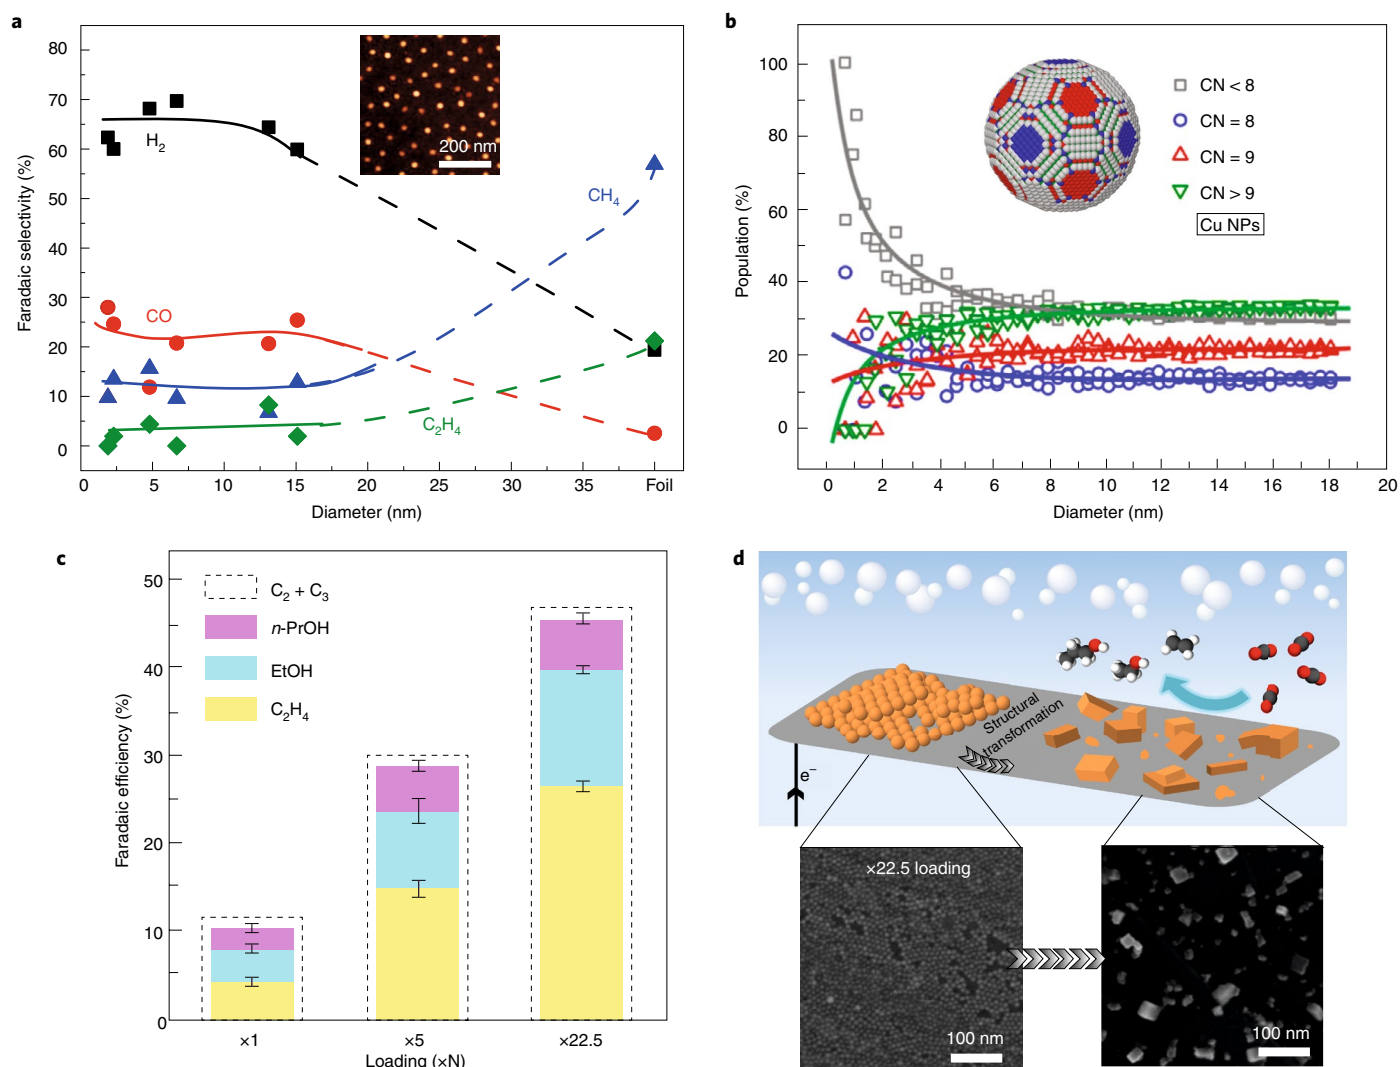 a
80
70
60
50
40
30
20
10
0
Faradaic selectivity (%)
H2
CO
CH4
C2H4
200 nm
0 5 10 15 20 25 30 35 Foil
Diameter (nm)
b
100
80
60
40
20
0
Population (%)
CN < 8
CN = 8
CN = 9
CN > 9
Cu NPs
0 2 4 6 8 10 12 14 16 18 20
Diameter (nm)
c
50
40
30
20
10
0
Faradaic efficiency (%)
C2 + C3
n-PrOH
EtOH
C2H4
×1 ×5 ×22.5
Loading (×N)
d
Structural
transformation
e−
×22.5 loading
100 nm
100 nm